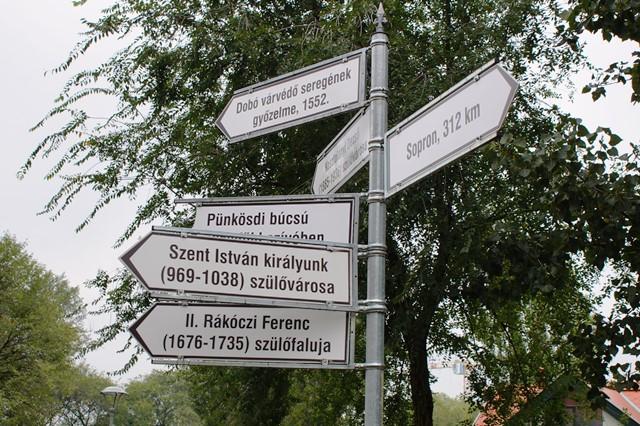 Dobó várvédő seregének
győzelme, 1552.
Sopron, 312 km
Pünkösdi búcsú
Szent István királyunk
(969-1038) szülővárosa
II. Rákóczi Ferenc
(1676-1735) szülőfaluja